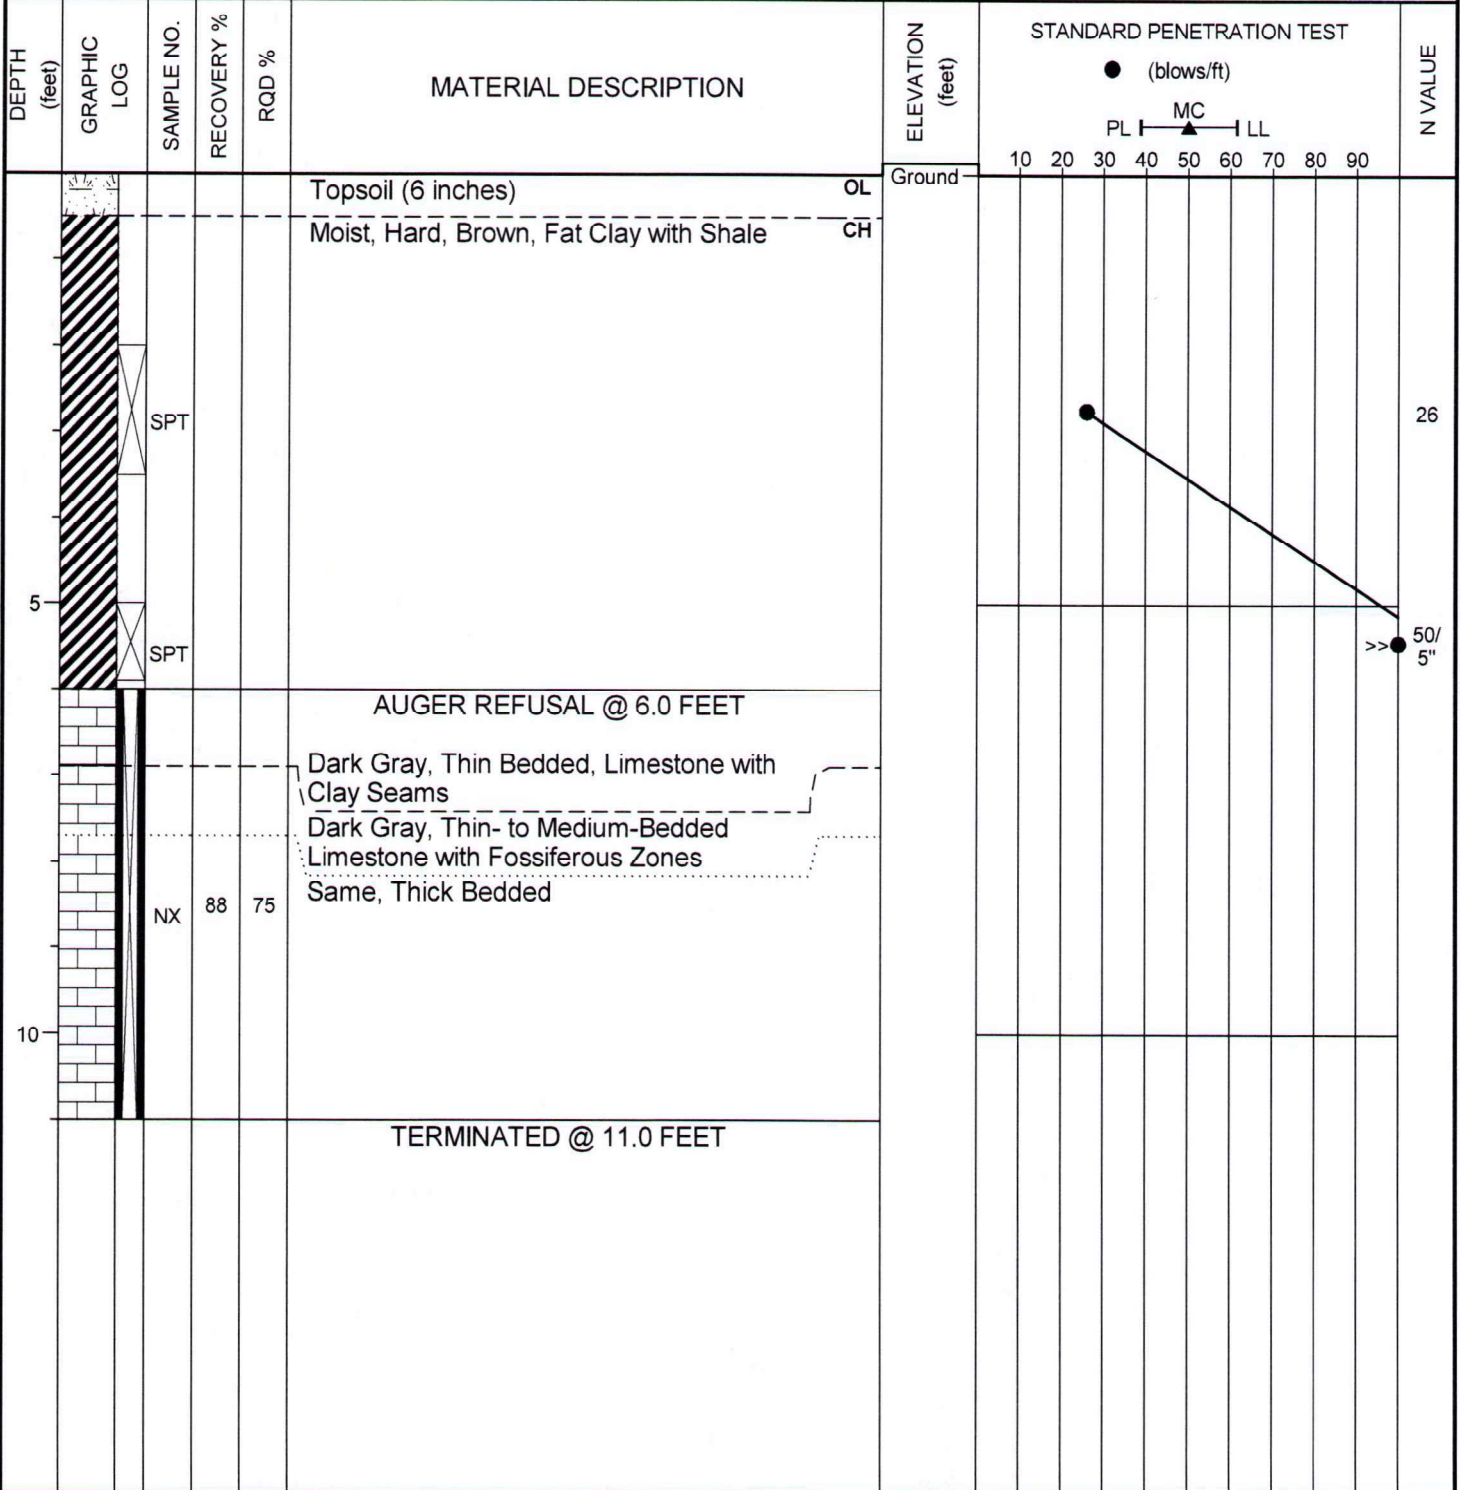 DEPTH
(feet)
GRAPHIC
LOG
SAMPLE NO.
RECOVERY %
RQD %
MATERIAL DESCRIPTION
ELEVATION
(feet)
STANDARD PENETRATION TEST
● (blows/ft)
MC
PL LL
10 20 30 40 50 60 70 80 90
N VALUE
Ground
Topsoil (6 inches) OL
Moist, Hard, Brown, Fat Clay with Shale CH
SPT
26
5
SPT
>>● 50/
5"
AUGER REFUSAL @ 6.0 FEET
Dark Gray, Thin Bedded, Limestone with
Clay Seams
Dark Gray, Thin- to Medium-Bedded
Limestone with Fossiferous Zones
Same, Thick Bedded
NX 88 75
10
TERMINATED @ 11.0 FEET